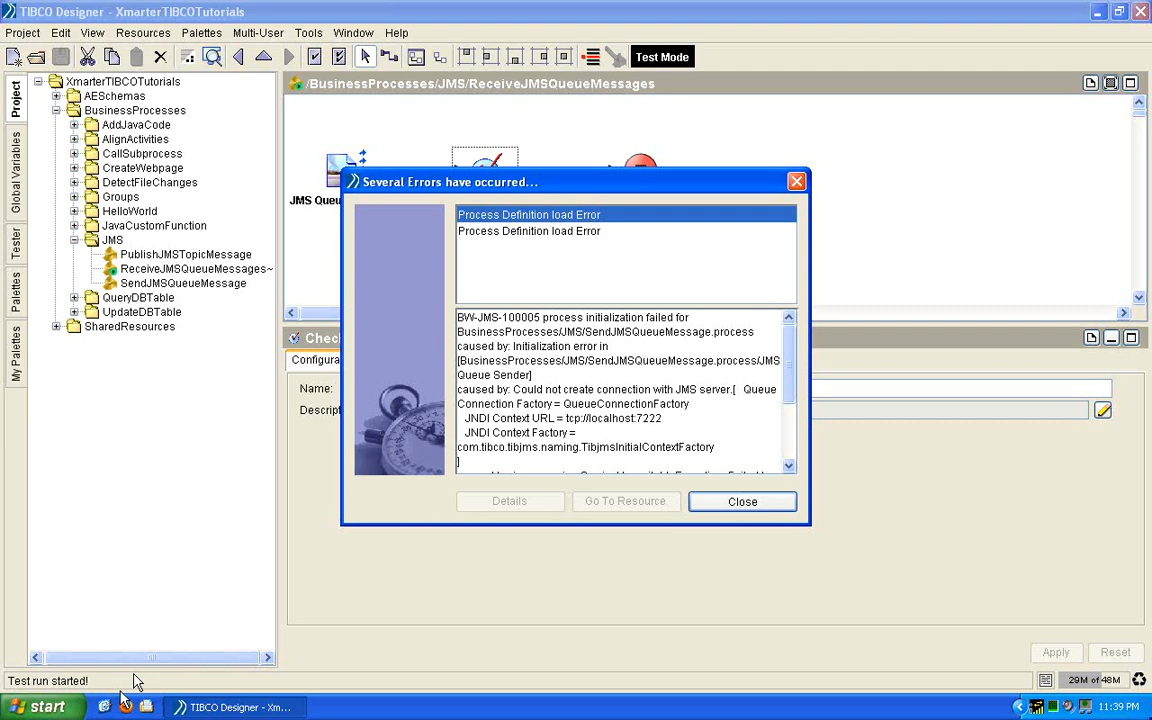 TIBCO Designer - XmarterTIBCOTutorials
Project Edit View Resources Palettes Multi-User Tools Window Help
Test Mode
Project
Global Variables
Tester
Palettes
My Palettes
XmarterTIBCOTutorials
AESchemas
BusinessProcesses
AddJavaCode
AlignActivities
CallSubprocess
CreateWebpage
DetectFileChanges
Groups
HelloWorld
JavaCustomFunction
JMS
PublishJMSTopicMessage
ReceiveJMSQueueMessages~
SendJMSQueueMessage
QueryDBTable
UpdateDBTable
SharedResources
/BusinessProcesses/JMS/ReceiveJMSQueueMessages
JMS Qu
Several Errors have occurred...
Process Definition load Error
Process Definition load Error
BW-JMS-100005 process initialization failed for
BusinessProcesses/JMS/SendJMSQueueMessage.process
caused by: Initialization error in
[BusinessProcesses/JMS/SendJMSQueueMessage.process/JMS
Queue Sender]
caused by: Could not create connection with JMS server.[ Queue
Connection Factory = QueueConnectionFactory
JNDI Context URL = tcp://localhost:7222
JNDI Context Factory =
com.tibco.tibjms.naming.TibjmsInitialContextFactory
]
Details Go To Resource Close
Check
Configura
Name:
Descript
Apply Reset
Test run started!
29M of 48M
start
TIBCO Designer - Xm...
11:39 PM